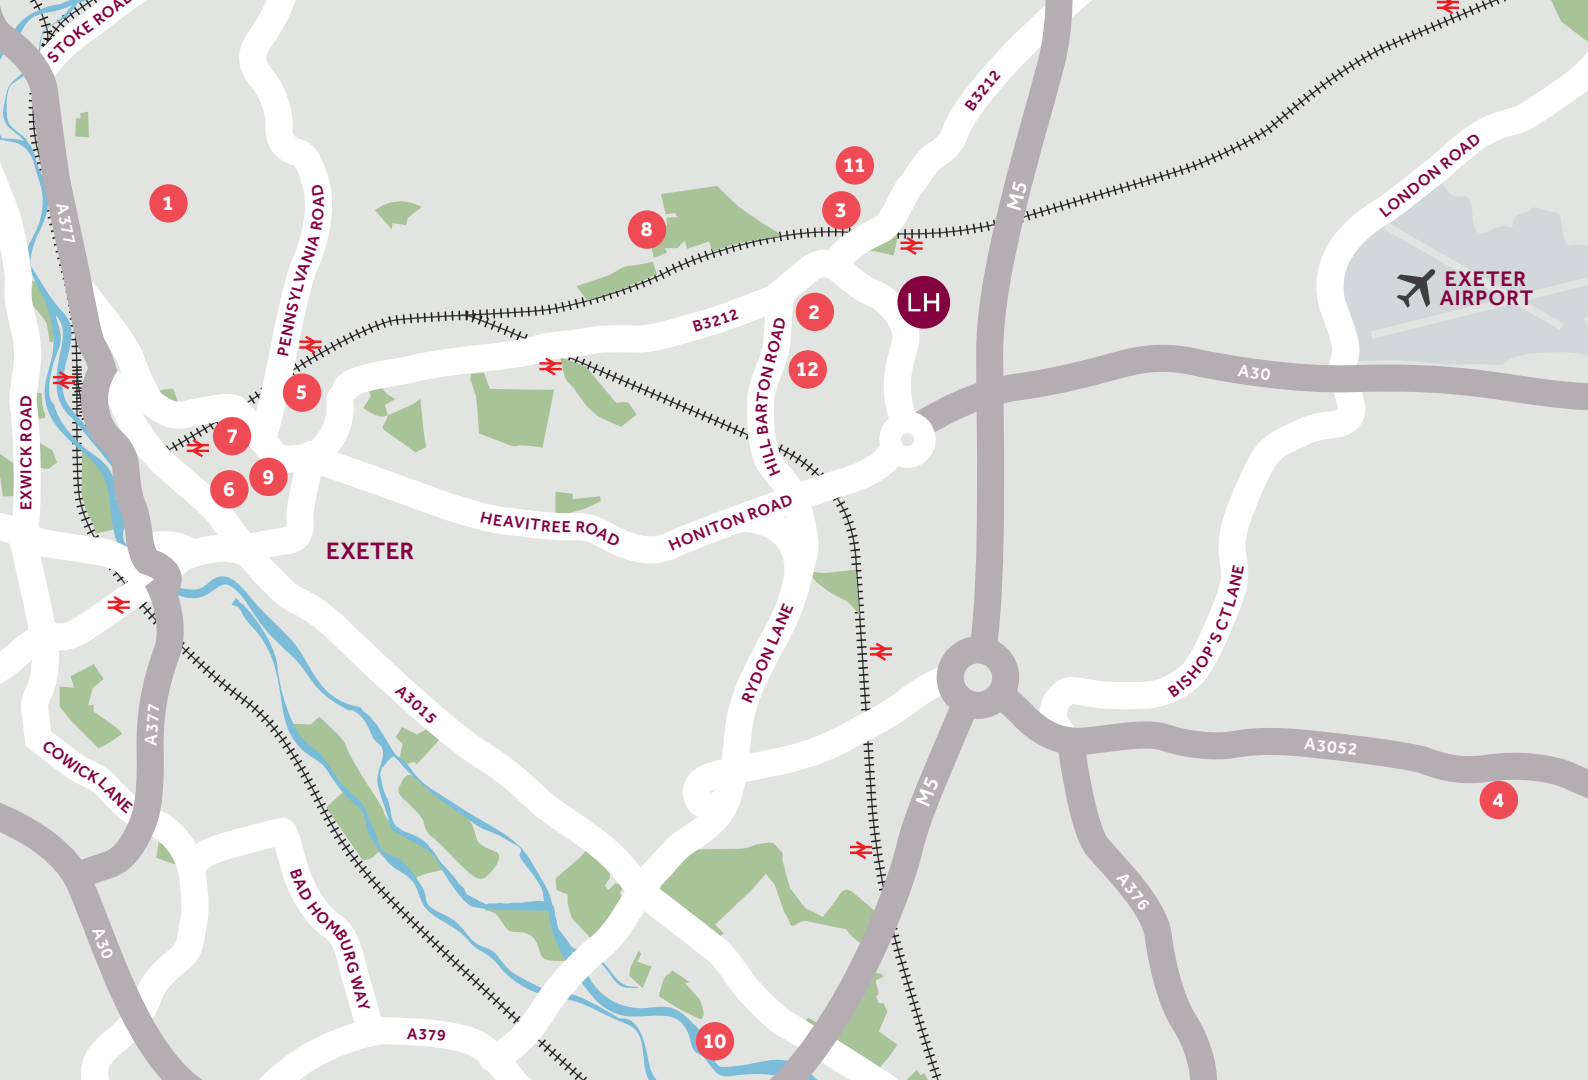 STOKE ROAD
B3212
M5
LONDON ROAD
11
1
3
A377
PENNSYLVANIA ROAD
8
EXETER
AIRPORT
LH
2
B3212
HILL BARTON ROAD
12
A30
5
EXWICK ROAD
7
9
6
HEAVITREE ROAD
HONITON ROAD
EXETER
BISHOP'S CT LANE
RYDON LANE
A3015
A377
COWICK LANE
M5
A3052
4
A376
BAD HOMBURG WAY
A30
A379
10